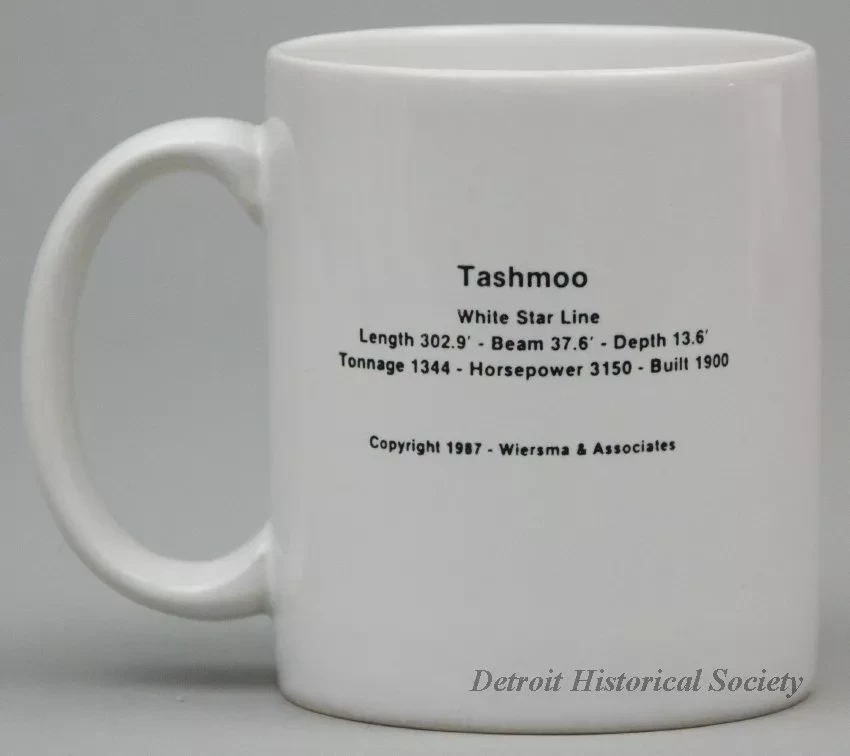 Tashmoo
White Star Line
Length 302.9′ - Beam 37.6′ - Depth 13.6′
Tonnage 1344 - Horsepower 3150 - Built 1900
Copyright 1987 - Wiersma & Associates
Detroit Historical Society